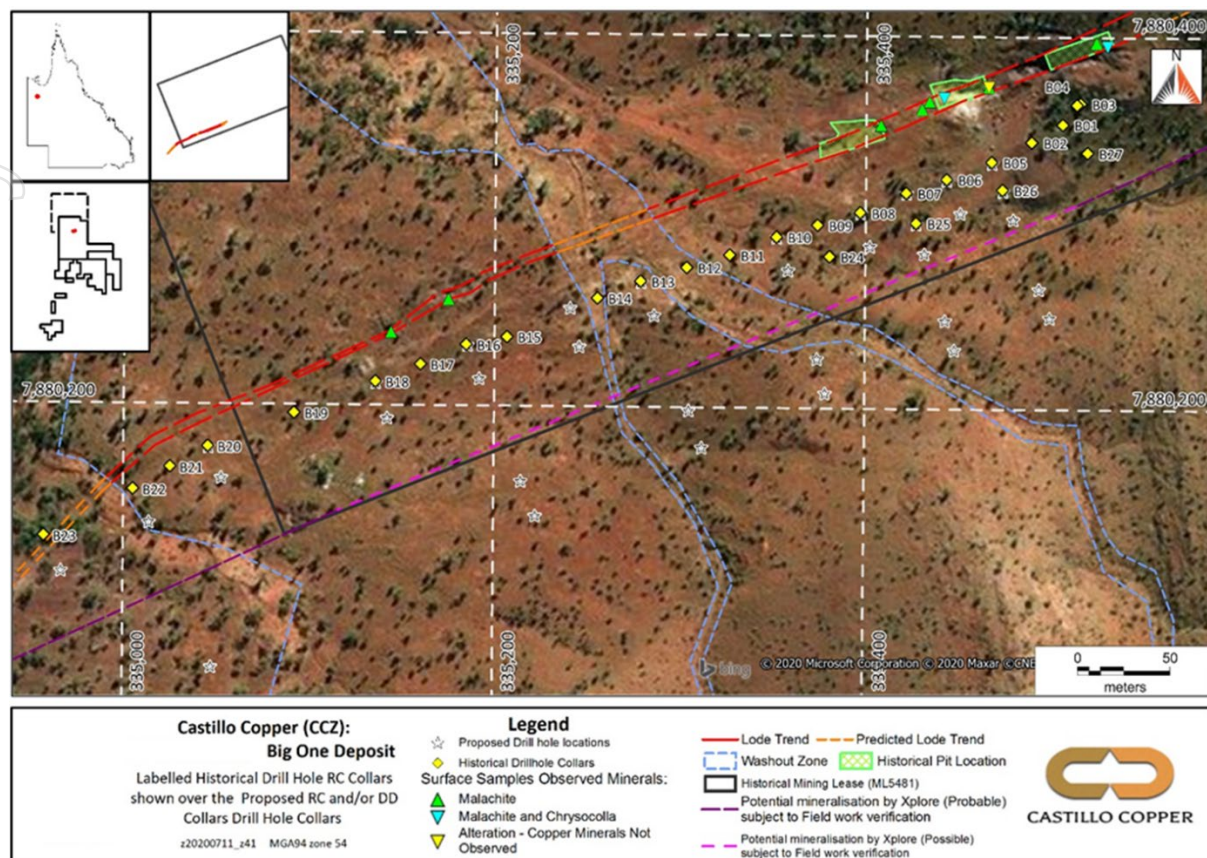 335,200
335,400
7,880,400
N
B04
B03
B01
B02
B27
B05
B06
B26
B07
B08
B25
B09
B10
B24
B11
B12
B13
B14
B15
B16
B17
B18
7,880,200
7,880,200
B19
B20
B21
B22
B23
335,000
335,200
335,400
bing
© 2020 Microsoft Corporation © 2020 Maxar ©CNE
0 50
meters
Castillo Copper (CCZ):
Big One Deposit
Labelled Historical Drill Hole RC Collars
shown over the Proposed RC and/or DD
Collars Drill Hole Collars
z20200711_z41 MGA94 zone 54
Legend
Proposed Drill hole locations
Historical Drillhole Collars
Surface Samples Observed Minerals:
Malachite
Malachite and Chrysocolla
Alteration - Copper Minerals Not
Observed
Lode Trend
Predicted Lode Trend
Washout Zone
Historical Pit Location
Historical Mining Lease (ML5481)
Potential mineralisation by Xplore (Probable)
subject to Field work verification
Potential mineralisation by Xplore (Possible)
subject to Field work verification
CASTILLO COPPER